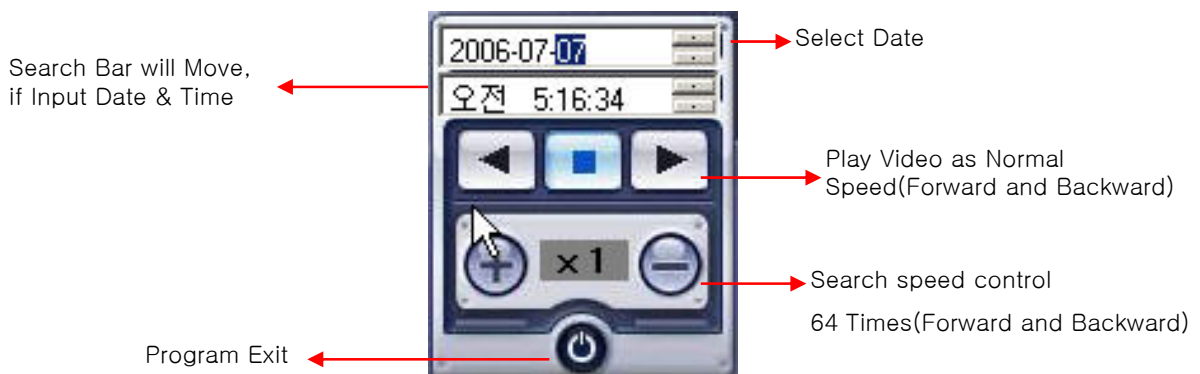 2006-07-07
Select Date
Search Bar will Move,
if Input Date & Time
오전 5:16:34
Play Video as Normal
Speed(Forward and Backward)
×1
Search speed control
64 Times(Forward and Backward)
Program Exit